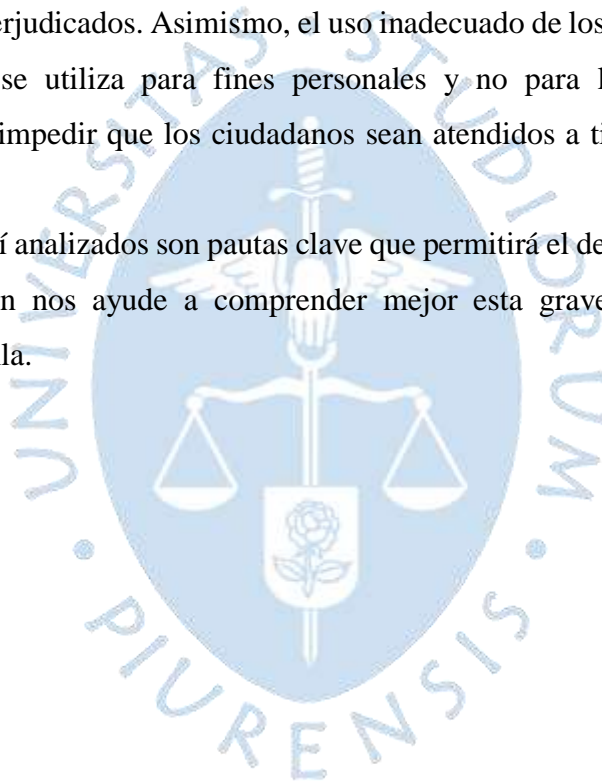 erjudicados. Asimismo, el uso inadecuado de los
se utiliza para fines personales y no para l
impedir que los ciudadanos sean atendidos a ti
í analizados son pautas clave que permitirá el de
n nos ayude a comprender mejor esta grave
la.
UNIVERSITAS • STUDIORUM • PIURENSIS